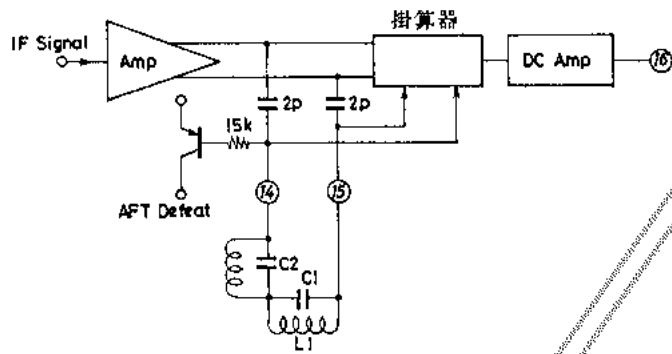 掛算器
IF Signal
Amp
DC Amp
16
2p
2p
15k
14
15
AFT Defeat
C2
C1
L1